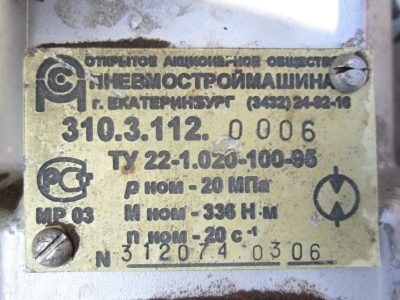 ОТКРЫТОЕ АКЦИОНЕРНОЕ ОБЩЕСТВО
ПНЕВМОСТРОЙМАШИНА
г. ЕКАТЕРИНБУРГ (3432) 24-92-16
310.3.112. 0006
ТУ 22-1.020-100-95
р ном - 20 МПа
РСТ
МР 03
М ном - 336 Н·м
n ном - 20 с⁻¹
N 312074 0306